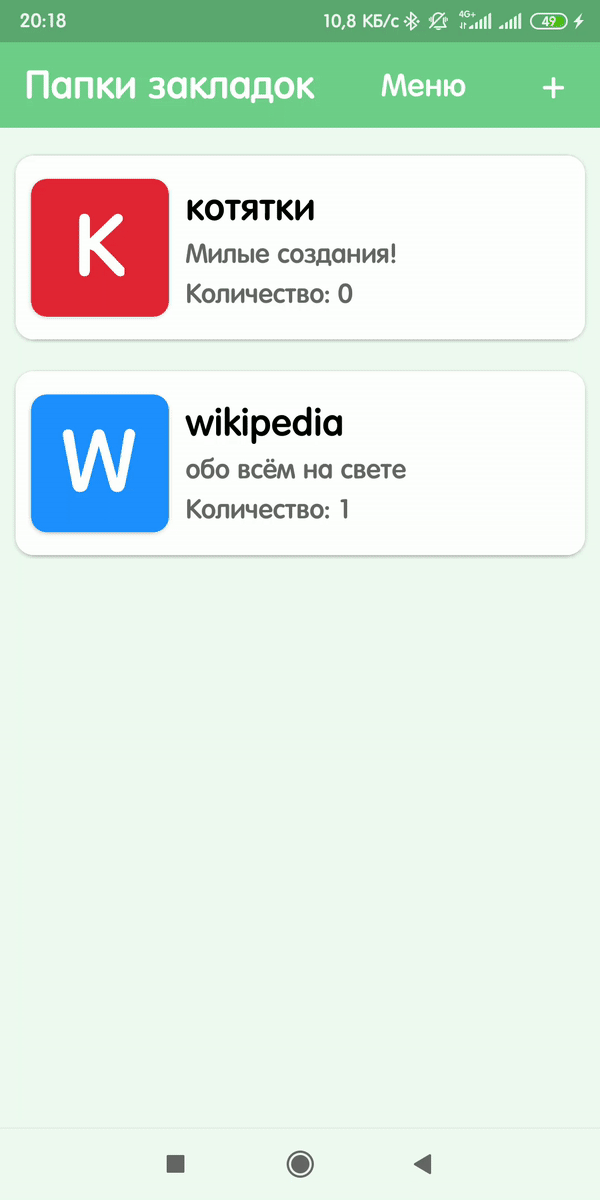 20:18 10,8 КБ/с 4G+ 49
Папки закладок Меню +
К
котятки
Милые создания!
Количество: 0
W
wikipedia
обо всём на свете
Количество: 1